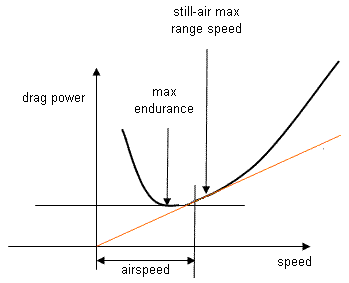 still-air max
range speed
max
endurance
drag power
airspeed
speed